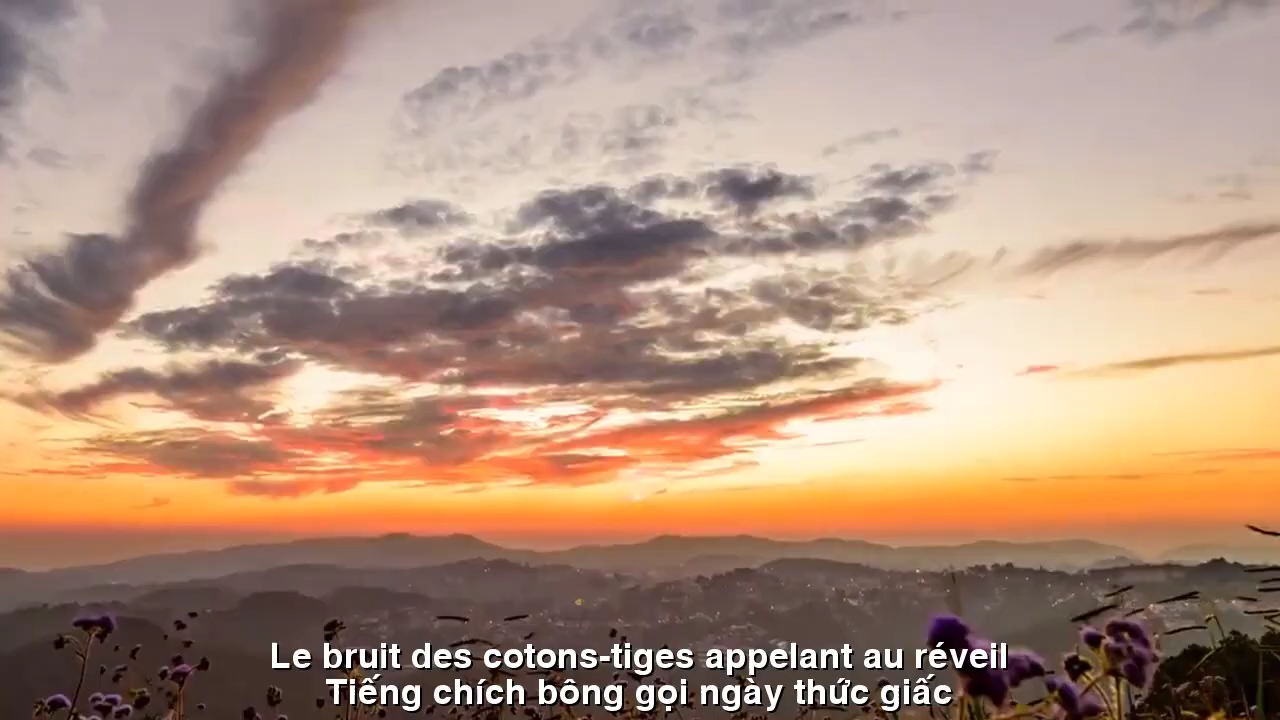 Le bruit des cotons-tiges appelant au réveil
Tiếng chích bông gọi ngày thức giấc